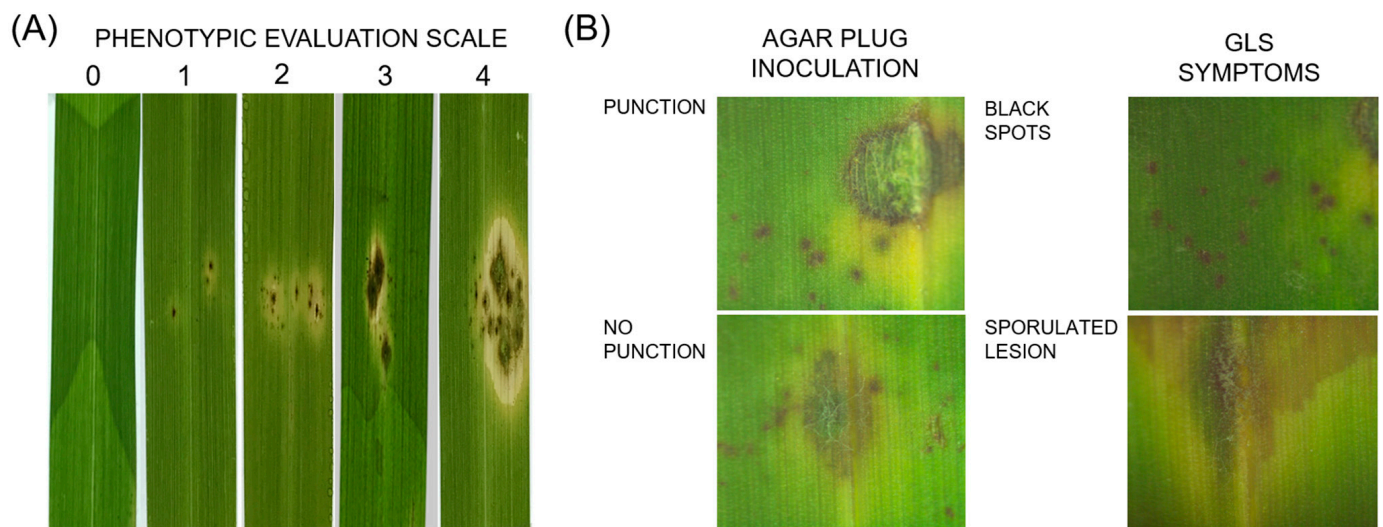 (A)
PHENOTYPIC EVALUATION SCALE
0 1 2 3 4
(B)
AGAR PLUG
INOCULATION
GLS
SYMPTOMS
PUNCTION
BLACK
SPOTS
NO
PUNCTION
SPORULATED
LESION